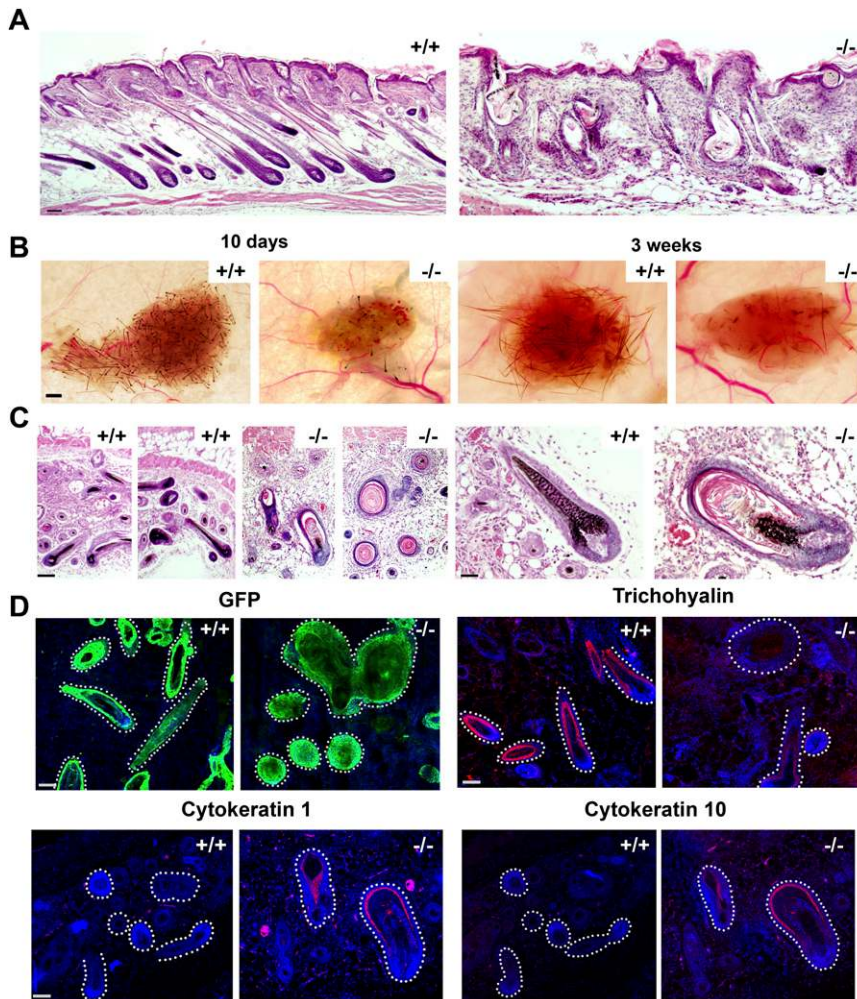 A
+/+
-/-
10 days
3 weeks
B
+/+
-/-
+/+
-/-
C
+/+
+/+
-/-
-/-
+/+
-/-
D
GFP
Trichohyalin
+/+
-/-
+/+
-/-
Cytokeratin 1
Cytokeratin 10
+/+
-/-
+/+
-/-